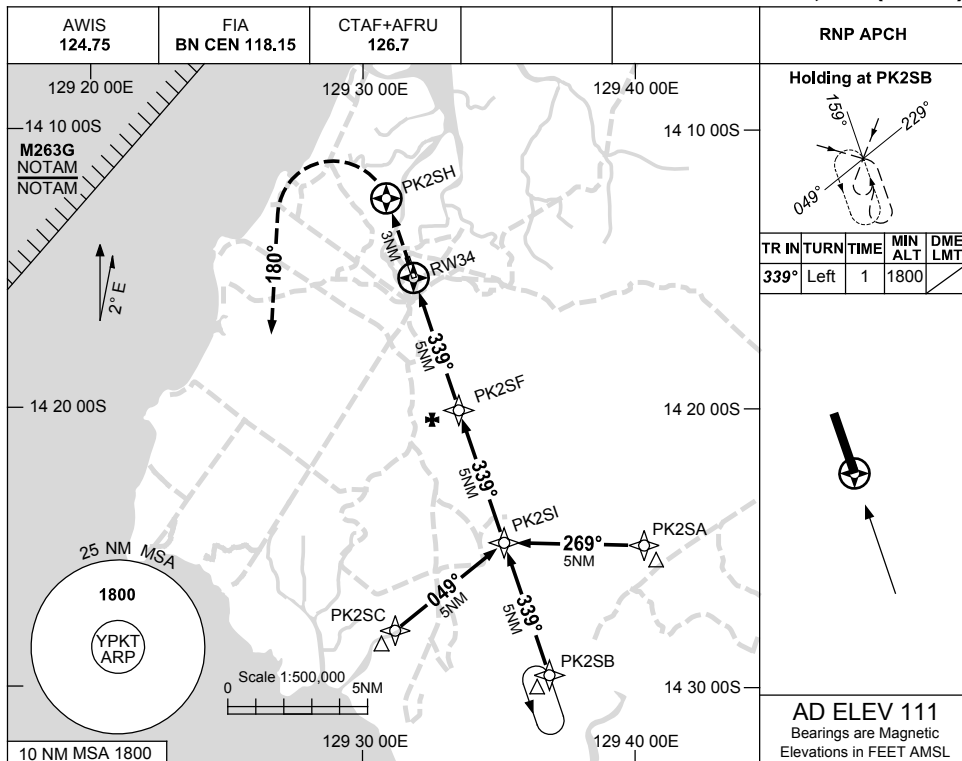 AWIS
124.75
FIA
BN CEN 118.15
CTAF+AFRU
126.7
RNP APCH
129 20 00E
129 30 00E
129 40 00E
14 10 00S
14 10 00S
M263G
NOTAM
NOTAM
2° E
180°
PK2SH
3NM
RW34
339°
5NM
PK2SF
14 20 00S
14 20 00S
339°
5NM
PK2SI
PK2SA
269°
5NM
049°
5NM
PK2SC
339°
5NM
PK2SB
25 NM MSA
1800
YPKT
ARP
Scale 1:500,000
0
5NM
14 30 00S
129 30 00E
129 40 00E
10 NM MSA 1800
Holding at PK2SB
159°
229°
049°
TR IN TURN TIME MIN ALT DME LMT
339° Left 1 1800
AD ELEV 111
Bearings are Magnetic
Elevations in FEET AMSL